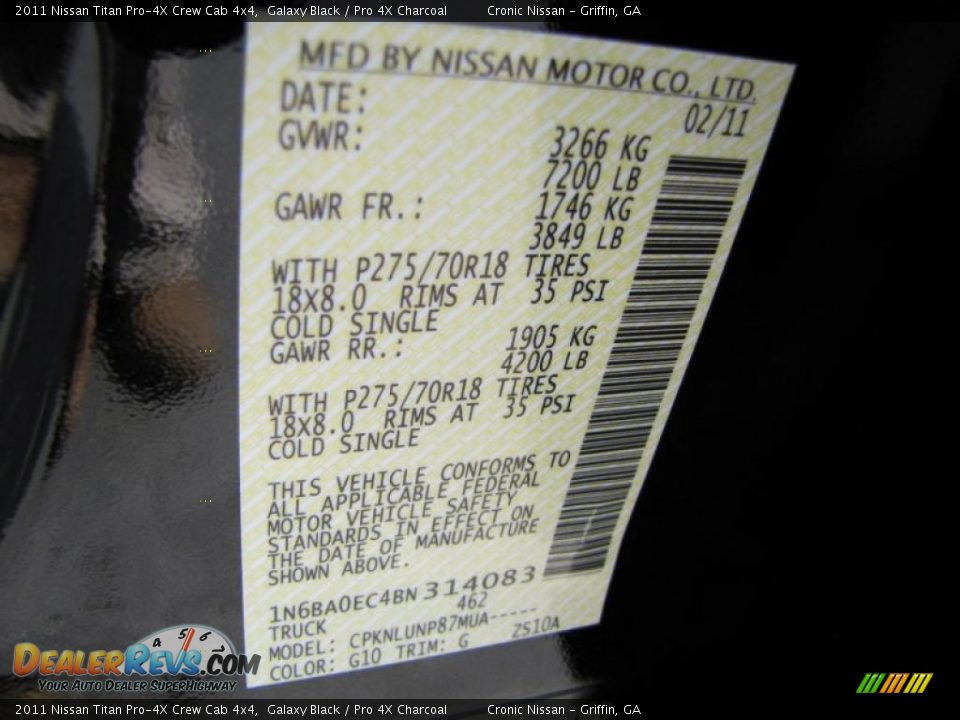 2011 Nissan Titan Pro-4X Crew Cab 4x4, Galaxy Black / Pro 4X Charcoal Cronic Nissan - Griffin, GA
MFD BY NISSAN MOTOR CO., LTD.
DATE: 02/11
GVWR: 3266 KG
7200 LB
GAWR FR.: 1746 KG
3849 LB
WITH P275/70R18 TIRES
18X8.0 RIMS AT 35 PSI
COLD SINGLE
GAWR RR.: 1905 KG
4200 LB
WITH P275/70R18 TIRES
18X8.0 RIMS AT 35 PSI
COLD SINGLE
THIS VEHICLE CONFORMS TO
ALL APPLICABLE FEDERAL
MOTOR VEHICLE SAFETY
STANDARDS IN EFFECT ON
THE DATE OF MANUFACTURE
SHOWN ABOVE.
1N6BA0EC4BN314083
TRUCK 462
MODEL: CPKNLUNP87MUA-----
COLOR: G10 TRIM: G ZS10A
4 5 6
DEALERREVS.COM
YOUR AUTO DEALER SUPERHIGHWAY
2011 Nissan Titan Pro-4X Crew Cab 4x4, Galaxy Black / Pro 4X Charcoal Cronic Nissan - Griffin, GA